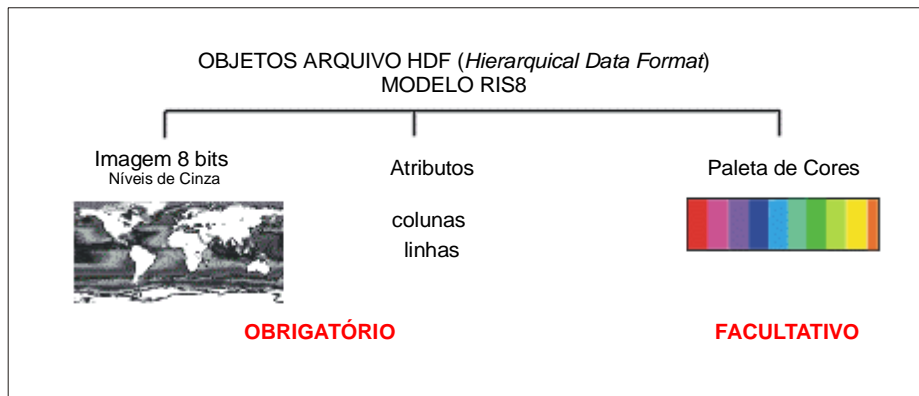 OBJETOS ARQUIVO HDF (Hierarquical Data Format)
MODELO RIS8
Imagem 8 bits
Níveis de Cinza
Atributos
colunas
linhas
Paleta de Cores
OBRIGATÓRIO
FACULTATIVO